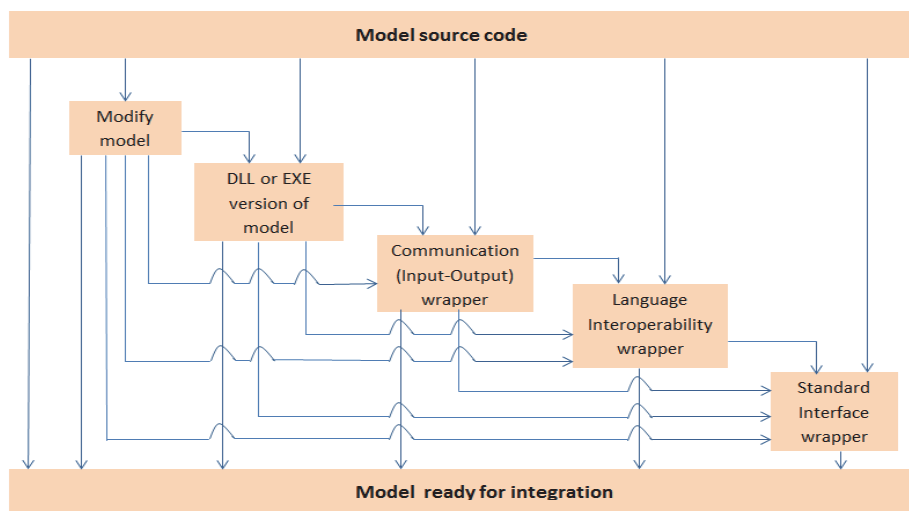 Model source code
Modify
model
DLL or EXE
version of
model
Communication
(Input-Output)
wrapper
Language
Interoperability
wrapper
Standard
Interface
wrapper
Model ready for integration